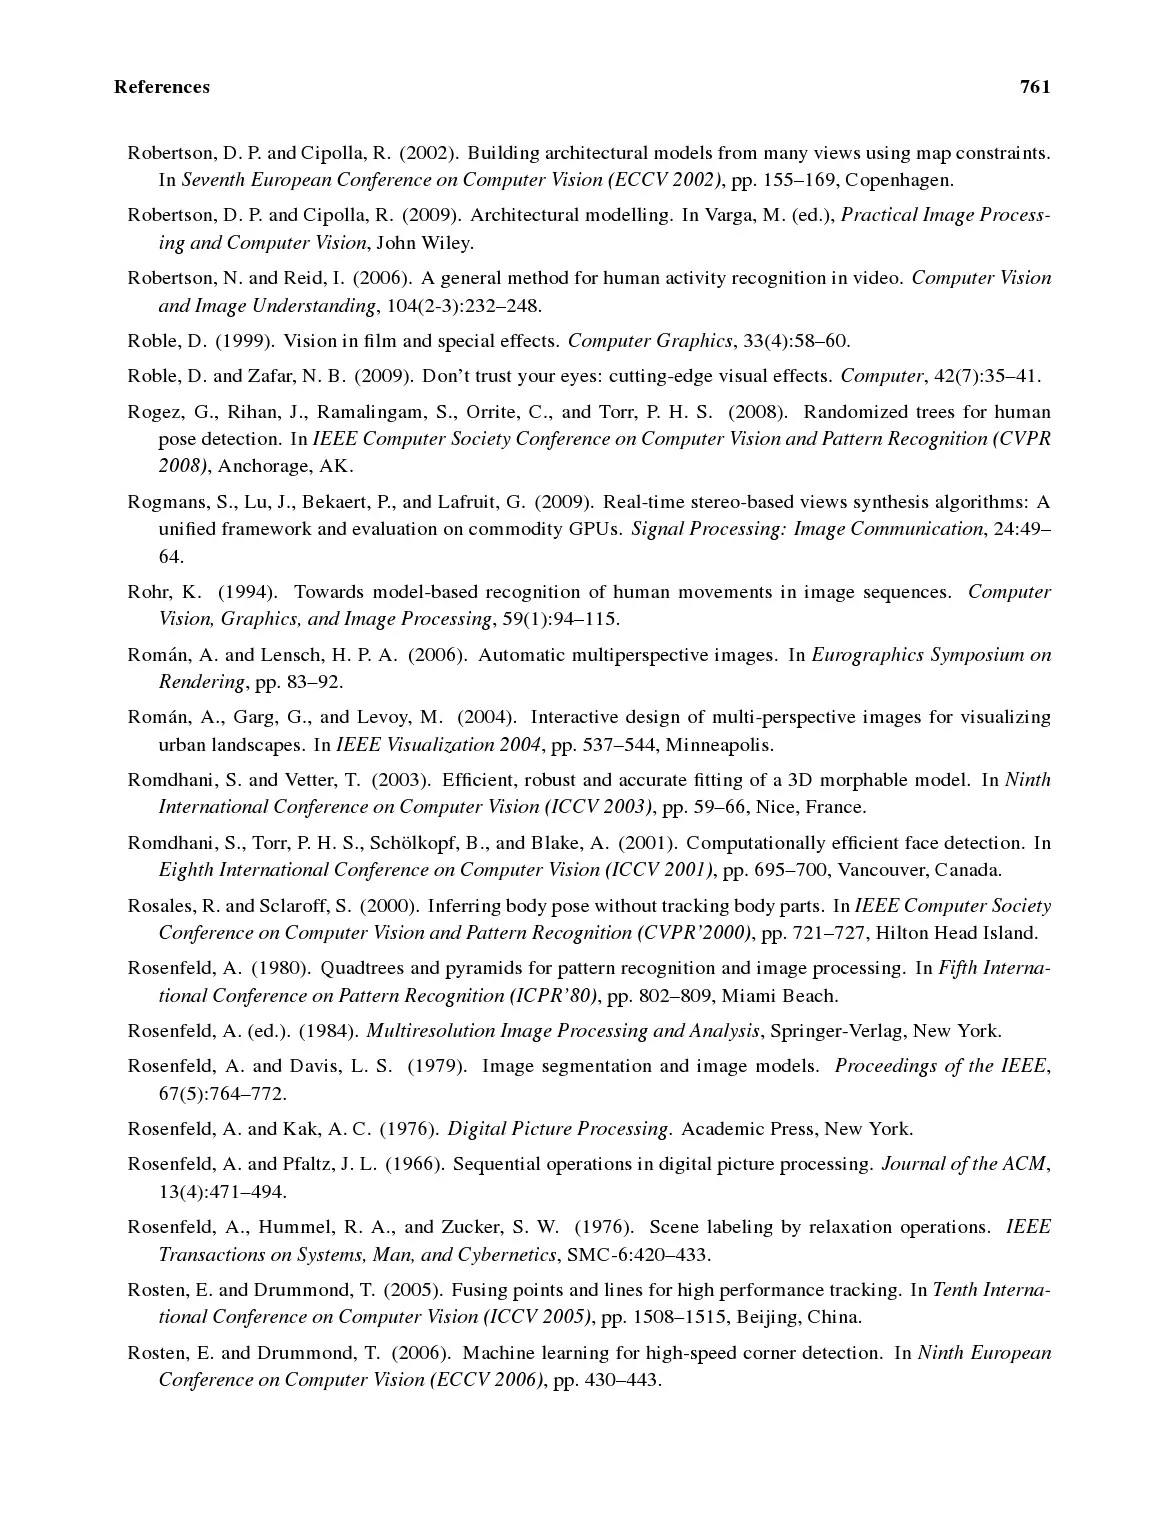 References 761
Robertson, D. P. and Cipolla, R. (2002). Building architectural models from many views using map constraints.
In Seventh European Conference on Computer Vision (ECCV 2002), pp. 155–169, Copenhagen.
Robertson, D. P. and Cipolla, R. (2009). Architectural modelling. In Varga, M. (ed.), Practical Image Process-
ing and Computer Vision, John Wiley.
Robertson, N. and Reid, I. (2006). A general method for human activity recognition in video. Computer Vision
and Image Understanding, 104(2-3):232–248.
Roble, D. (1999). Vision in film and special effects. Computer Graphics, 33(4):58–60.
Roble, D. and Zafar, N. B. (2009). Don’t trust your eyes: cutting-edge visual effects. Computer, 42(7):35–41.
Rogez, G., Rihan, J., Ramalingam, S., Orrite, C., and Torr, P. H. S. (2008). Randomized trees for human
pose detection. In IEEE Computer Society Conference on Computer Vision and Pattern Recognition (CVPR
2008), Anchorage, AK.
Rogmans, S., Lu, J., Bekaert, P., and Lafruit, G. (2009). Real-time stereo-based views synthesis algorithms: A
unified framework and evaluation on commodity GPUs. Signal Processing: Image Communication, 24:49–
64.
Rohr, K. (1994). Towards model-based recognition of human movements in image sequences. Computer
Vision, Graphics, and Image Processing, 59(1):94–115.
Román, A. and Lensch, H. P. A. (2006). Automatic multiperspective images. In Eurographics Symposium on
Rendering, pp. 83–92.
Román, A., Garg, G., and Levoy, M. (2004). Interactive design of multi-perspective images for visualizing
urban landscapes. In IEEE Visualization 2004, pp. 537–544, Minneapolis.
Romdhani, S. and Vetter, T. (2003). Efficient, robust and accurate fitting of a 3D morphable model. In Ninth
International Conference on Computer Vision (ICCV 2003), pp. 59–66, Nice, France.
Romdhani, S., Torr, P. H. S., Schölkopf, B., and Blake, A. (2001). Computationally efficient face detection. In
Eighth International Conference on Computer Vision (ICCV 2001), pp. 695–700, Vancouver, Canada.
Rosales, R. and Sclaroff, S. (2000). Inferring body pose without tracking body parts. In IEEE Computer Society
Conference on Computer Vision and Pattern Recognition (CVPR’2000), pp. 721–727, Hilton Head Island.
Rosenfeld, A. (1980). Quadtrees and pyramids for pattern recognition and image processing. In Fifth Interna-
tional Conference on Pattern Recognition (ICPR’80), pp. 802–809, Miami Beach.
Rosenfeld, A. (ed.). (1984). Multiresolution Image Processing and Analysis, Springer-Verlag, New York.
Rosenfeld, A. and Davis, L. S. (1979). Image segmentation and image models. Proceedings of the IEEE,
67(5):764–772.
Rosenfeld, A. and Kak, A. C. (1976). Digital Picture Processing. Academic Press, New York.
Rosenfeld, A. and Pfaltz, J. L. (1966). Sequential operations in digital picture processing. Journal of the ACM,
13(4):471–494.
Rosenfeld, A., Hummel, R. A., and Zucker, S. W. (1976). Scene labeling by relaxation operations. IEEE
Transactions on Systems, Man, and Cybernetics, SMC-6:420–433.
Rosten, E. and Drummond, T. (2005). Fusing points and lines for high performance tracking. In Tenth Interna-
tional Conference on Computer Vision (ICCV 2005), pp. 1508–1515, Beijing, China.
Rosten, E. and Drummond, T. (2006). Machine learning for high-speed corner detection. In Ninth European
Conference on Computer Vision (ECCV 2006), pp. 430–443.